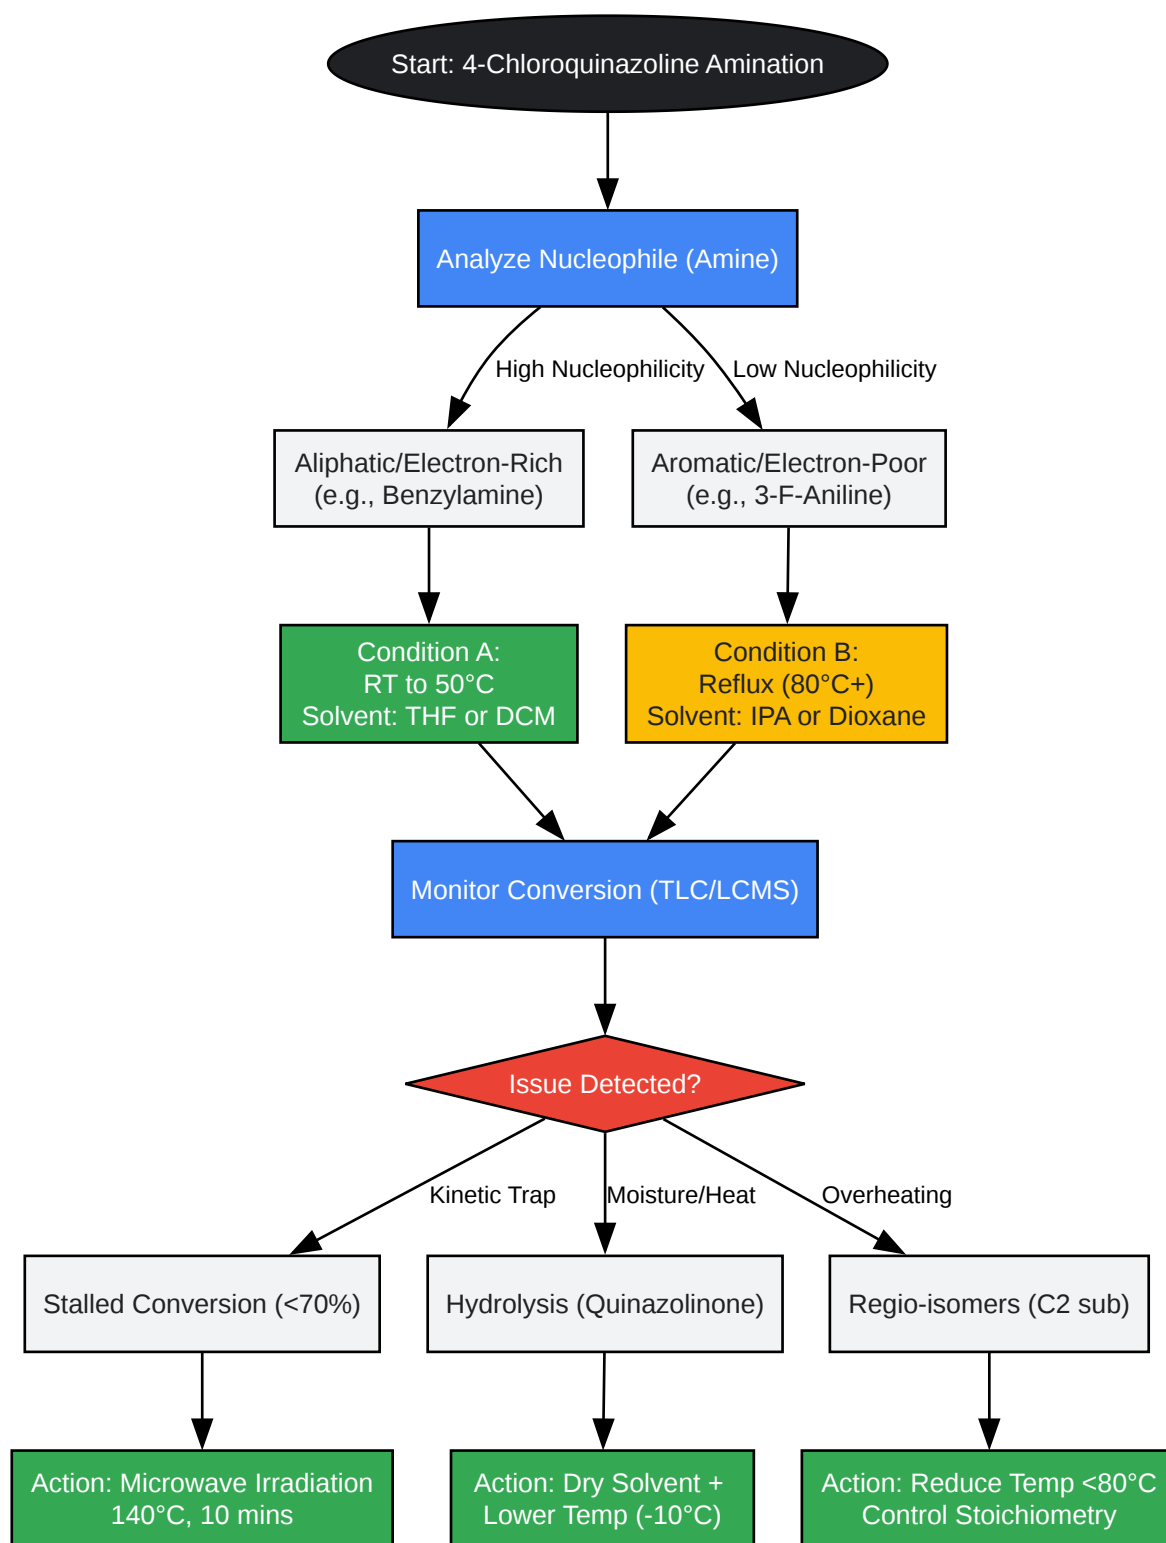 Start: 4-Chloroquinazoline Amination
Analyze Nucleophile (Amine)
High Nucleophilicity
Low Nucleophilicity
Aliphatic/Electron-Rich
(e.g., Benzylamine)
Aromatic/Electron-Poor
(e.g., 3-F-Aniline)
Condition A:
RT to 50°C
Solvent: THF or DCM
Condition B:
Reflux (80°C+)
Solvent: IPA or Dioxane
Monitor Conversion (TLC/LCMS)
Issue Detected?
Kinetic Trap
Moisture/Heat
Overheating
Stalled Conversion (<70%)
Hydrolysis (Quinazolinone)
Regio-isomers (C2 sub)
Action: Microwave Irradiation
140°C, 10 mins
Action: Dry Solvent +
Lower Temp (-10°C)
Action: Reduce Temp <80°C
Control Stoichiometry